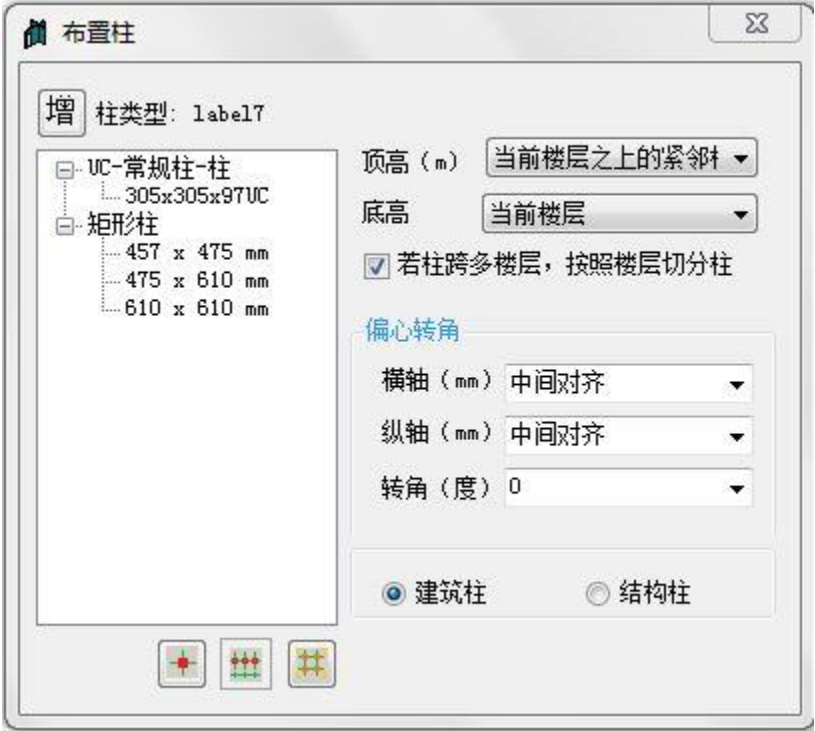 布置柱
增 柱类型: label7
UC-常规柱-柱
305x305x97UC
矩形柱
457 x 475 mm
475 x 610 mm
610 x 610 mm
顶高（m） 当前楼层之上的紧邻
底高 当前楼层
若柱跨多楼层，按照楼层切分柱
偏心转角
横轴（mm） 中间对齐
纵轴（mm） 中间对齐
转角（度） 0
建筑柱 结构柱